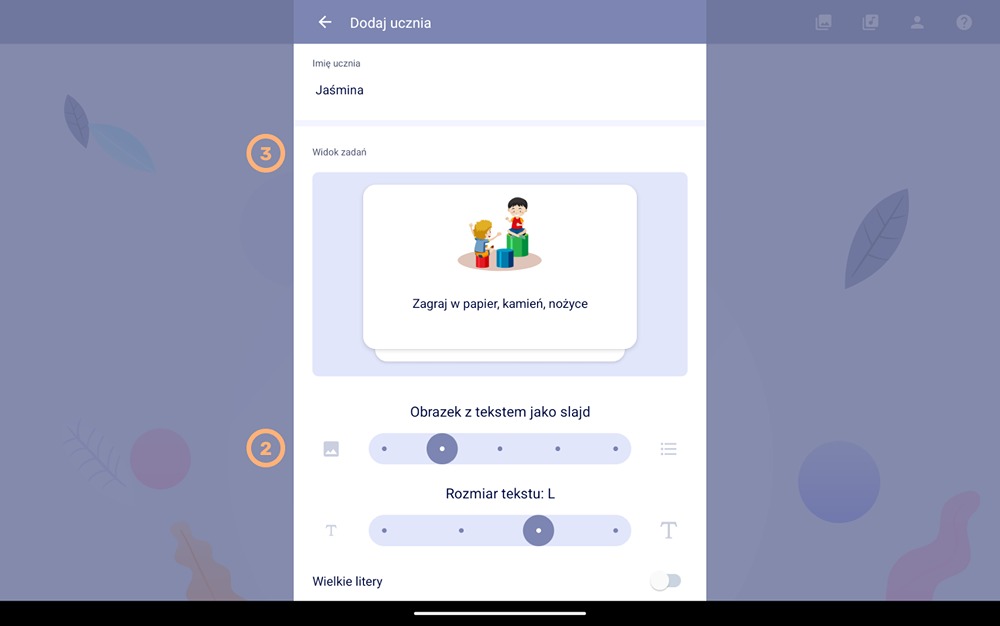 Dodaj ucznia
Imię ucznia
Jaśmina
3
Widok zadań
Zagraj w papier, kamień, nożyce
Obrazek z tekstem jako slajd
2
Rozmiar tekstu: L
T
T
Wielkie litery